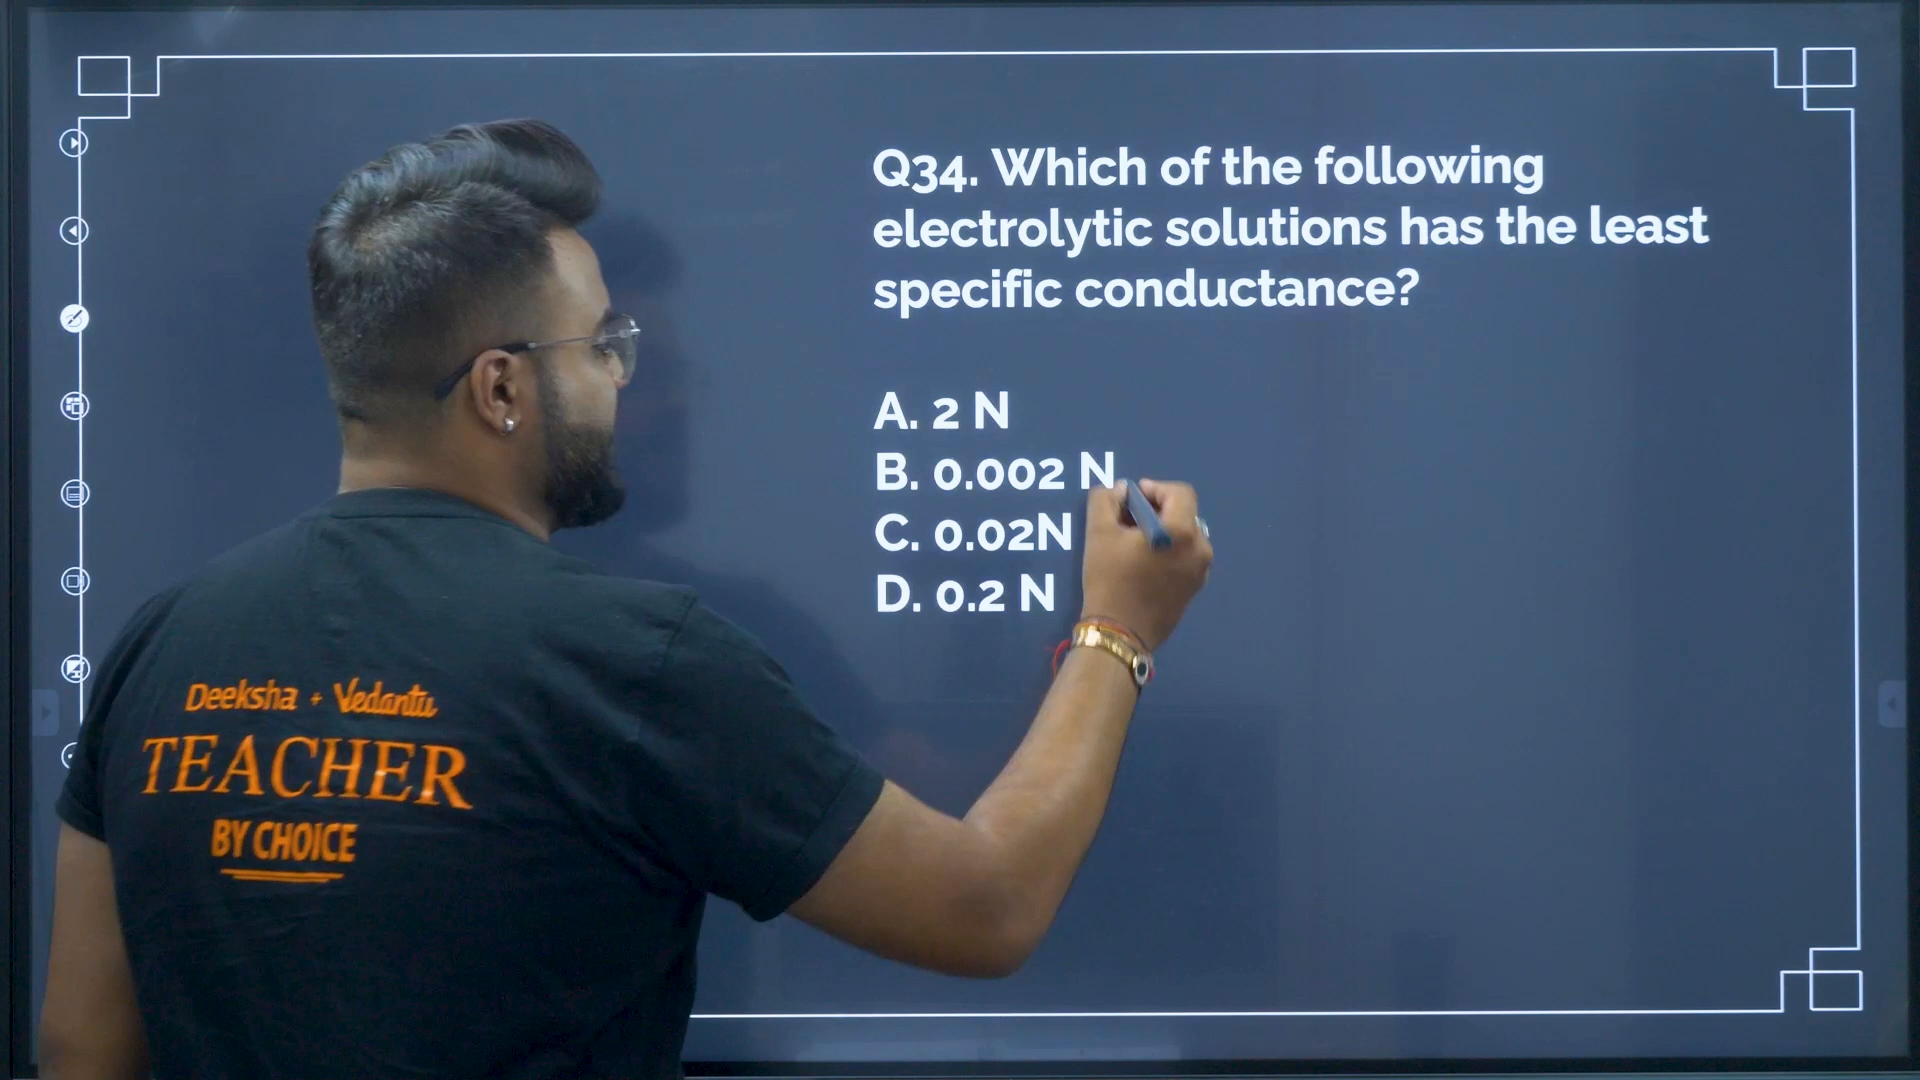 Q34. Which of the following
electrolytic solutions has the least
specific conductance?
A. 2 N
B. 0.002 N
C. 0.02N
D. 0.2 N
Deeksha + Vedantu
TEACHER
BY CHOICE